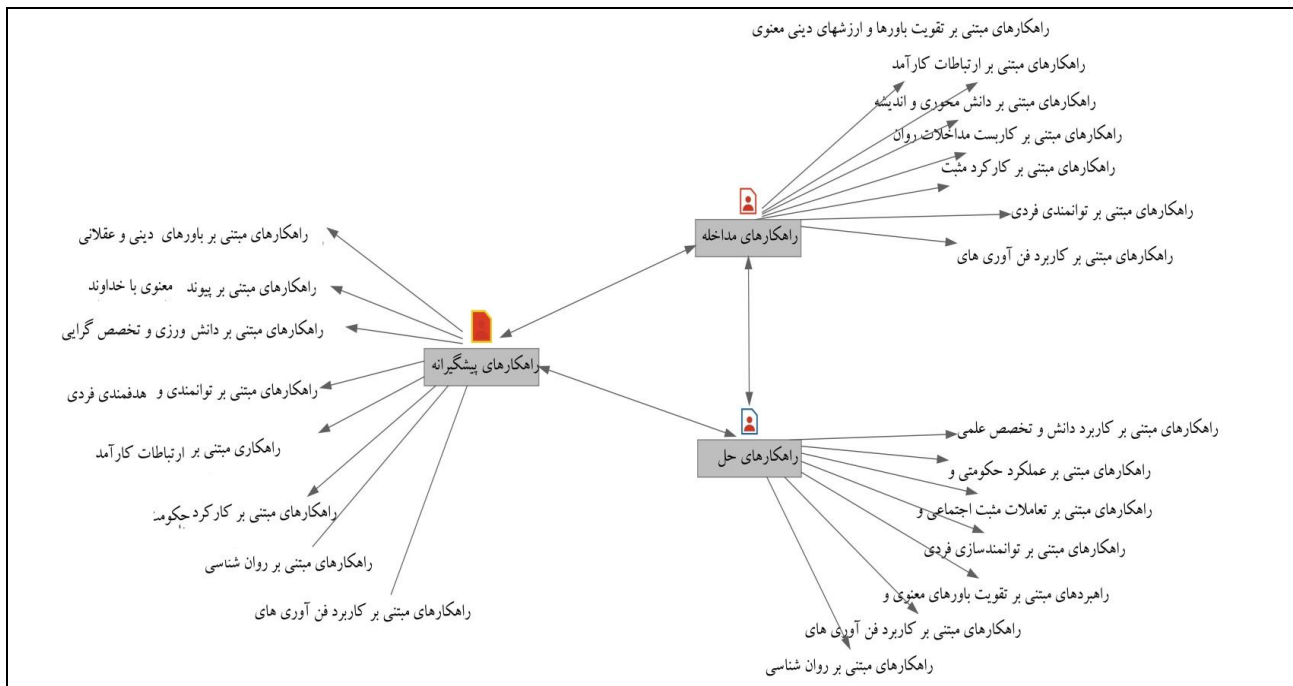 راهکارهای مبتنی بر تقویت باورها و ارزشهای دینی معنوی
راهکارهای مبتنی بر ارتباطات کارآمد
راهکارهای مبتنی بر دانش محوری و اندیشه
راهکارهای مبتنی بر کاربست مداخلات روان
راهکارهای مبتنی بر کارکرد مثبت
راهکارهای مبتنی بر توانمندی فردی
راهکارهای مبتنی بر کاربرد فن آوری های
راهکارهای مداخله
راهکارهای مبتنی بر باورهای دینی و عقلانی
راهکارهای مبتنی بر پیوند معنوی با خداوند
راهکارهای مبتنی بر دانش ورزی و تخصص گرایی
راهکارهای پیشگیرانه
راهکارهای مبتنی بر توانمندی و هدفمندی فردی
راهکاری مبتنی بر ارتباطات کارآمد
راهکارهای مبتنی بر کارکرد
راهکارهای مبتنی بر روان شناسی
راهکارهای مبتنی بر کاربرد فن آوری های
راهکارهای حل
راهکارهای مبتنی بر کاربرد دانش و تخصص علمی
راهکارهای مبتنی بر عملکرد حکومتی و
راهکارهای مبتنی بر تعاملات مثبت اجتماعی و
راهکارهای مبتنی بر توانمندسازی فردی
راهبردهای مبتنی بر تقویت باورهای معنوی و
راهکارهای مبتنی بر کاربرد فن آوری های
راهکارهای مبتنی بر روان شناسی